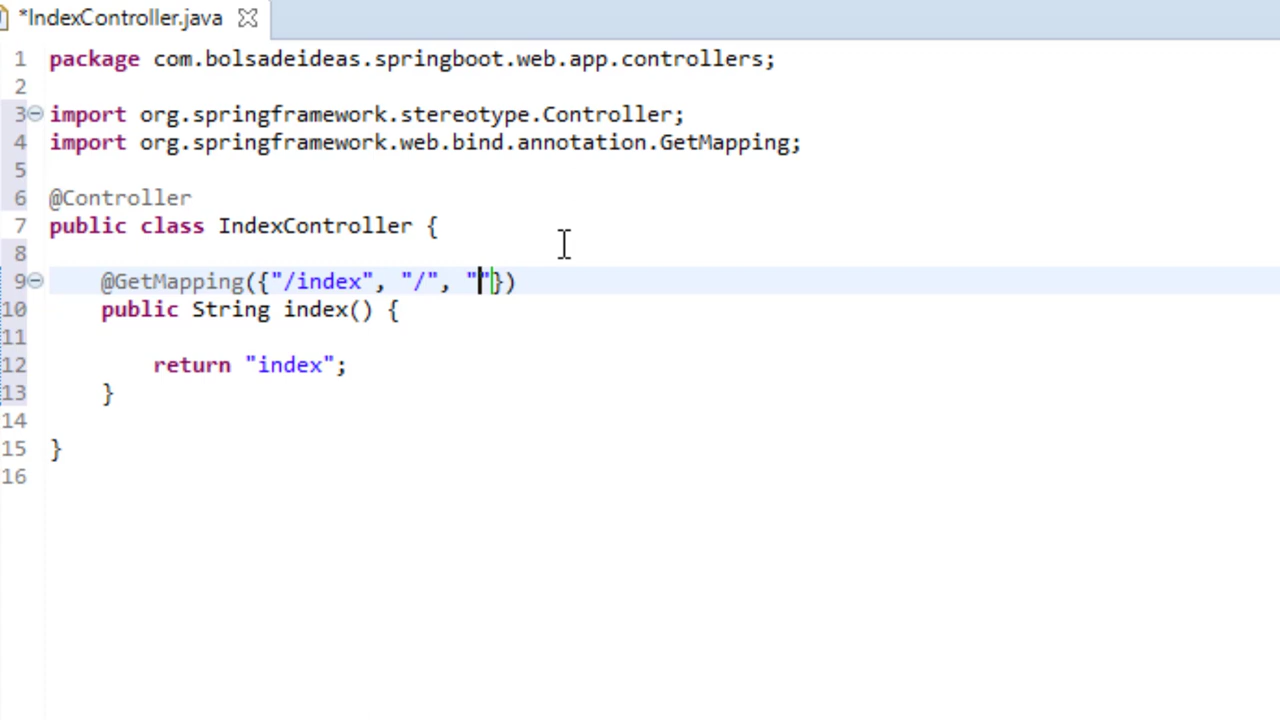 *IndexController.java
1 package com.bolsadeideas.springboot.web.app.controllers;
2
3 import org.springframework.stereotype.Controller;
4 import org.springframework.web.bind.annotation.GetMapping;
5
6 @Controller
7 public class IndexController {
8
9 @GetMapping({"/index", "/", ""})
10 public String index() {
11
12 return "index";
13 }
14
15 }
16